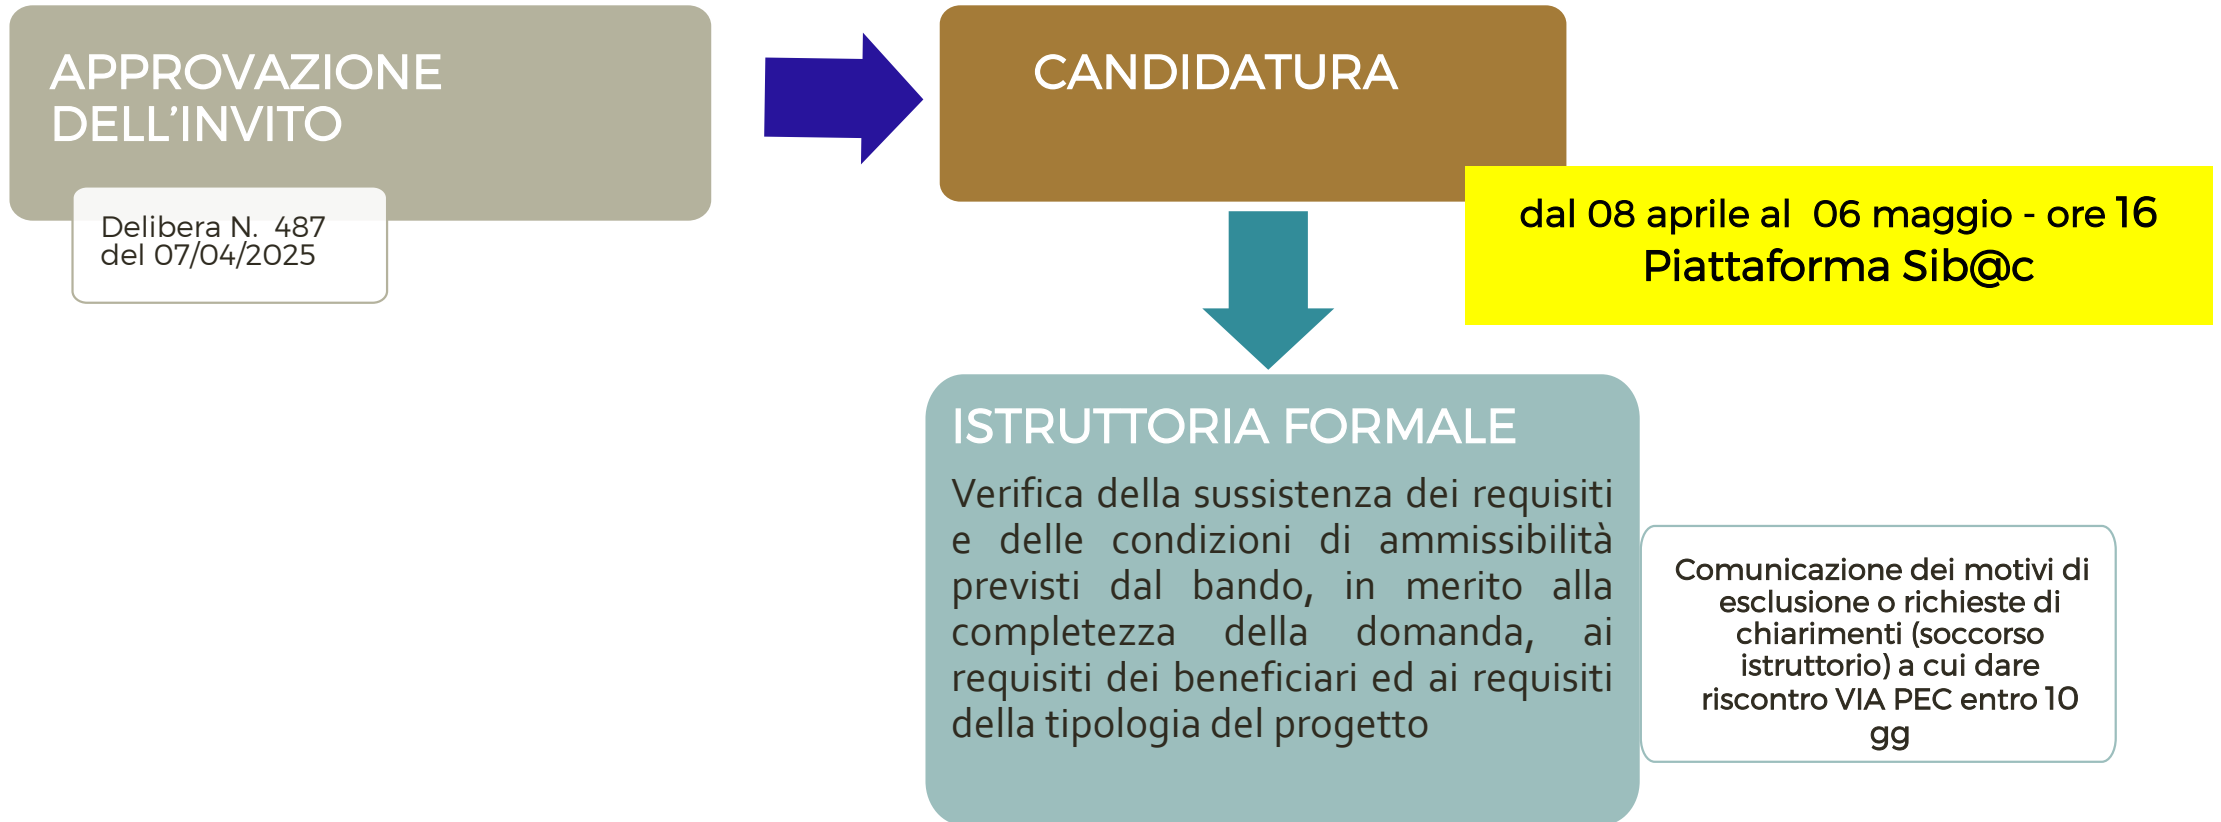 APPROVAZIONE
DELL’INVITO
Delibera N. 487
del 07/04/2025
CANDIDATURA
dal 08 aprile al 06 maggio - ore 16
Piattaforma Sib@c
ISTRUTTORIA FORMALE
Verifica della sussistenza dei requisiti
e delle condizioni di ammissibilità
previsti dal bando, in merito alla
completezza della domanda, ai
requisiti dei beneficiari ed ai requisiti
della tipologia del progetto
Comunicazione dei motivi di
esclusione o richieste di
chiarimenti (soccorso
istruttorio) a cui dare
riscontro VIA PEC entro 10
gg